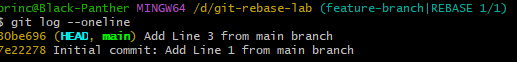 princ@Black-Panther MINGW64 /d/git-rebase-lab (feature-branch|REBASE 1/1)
$ git log --oneline
30be696 (HEAD, main) Add Line 3 from main branch
7e22278 Initial commit: Add Line 1 from main branch